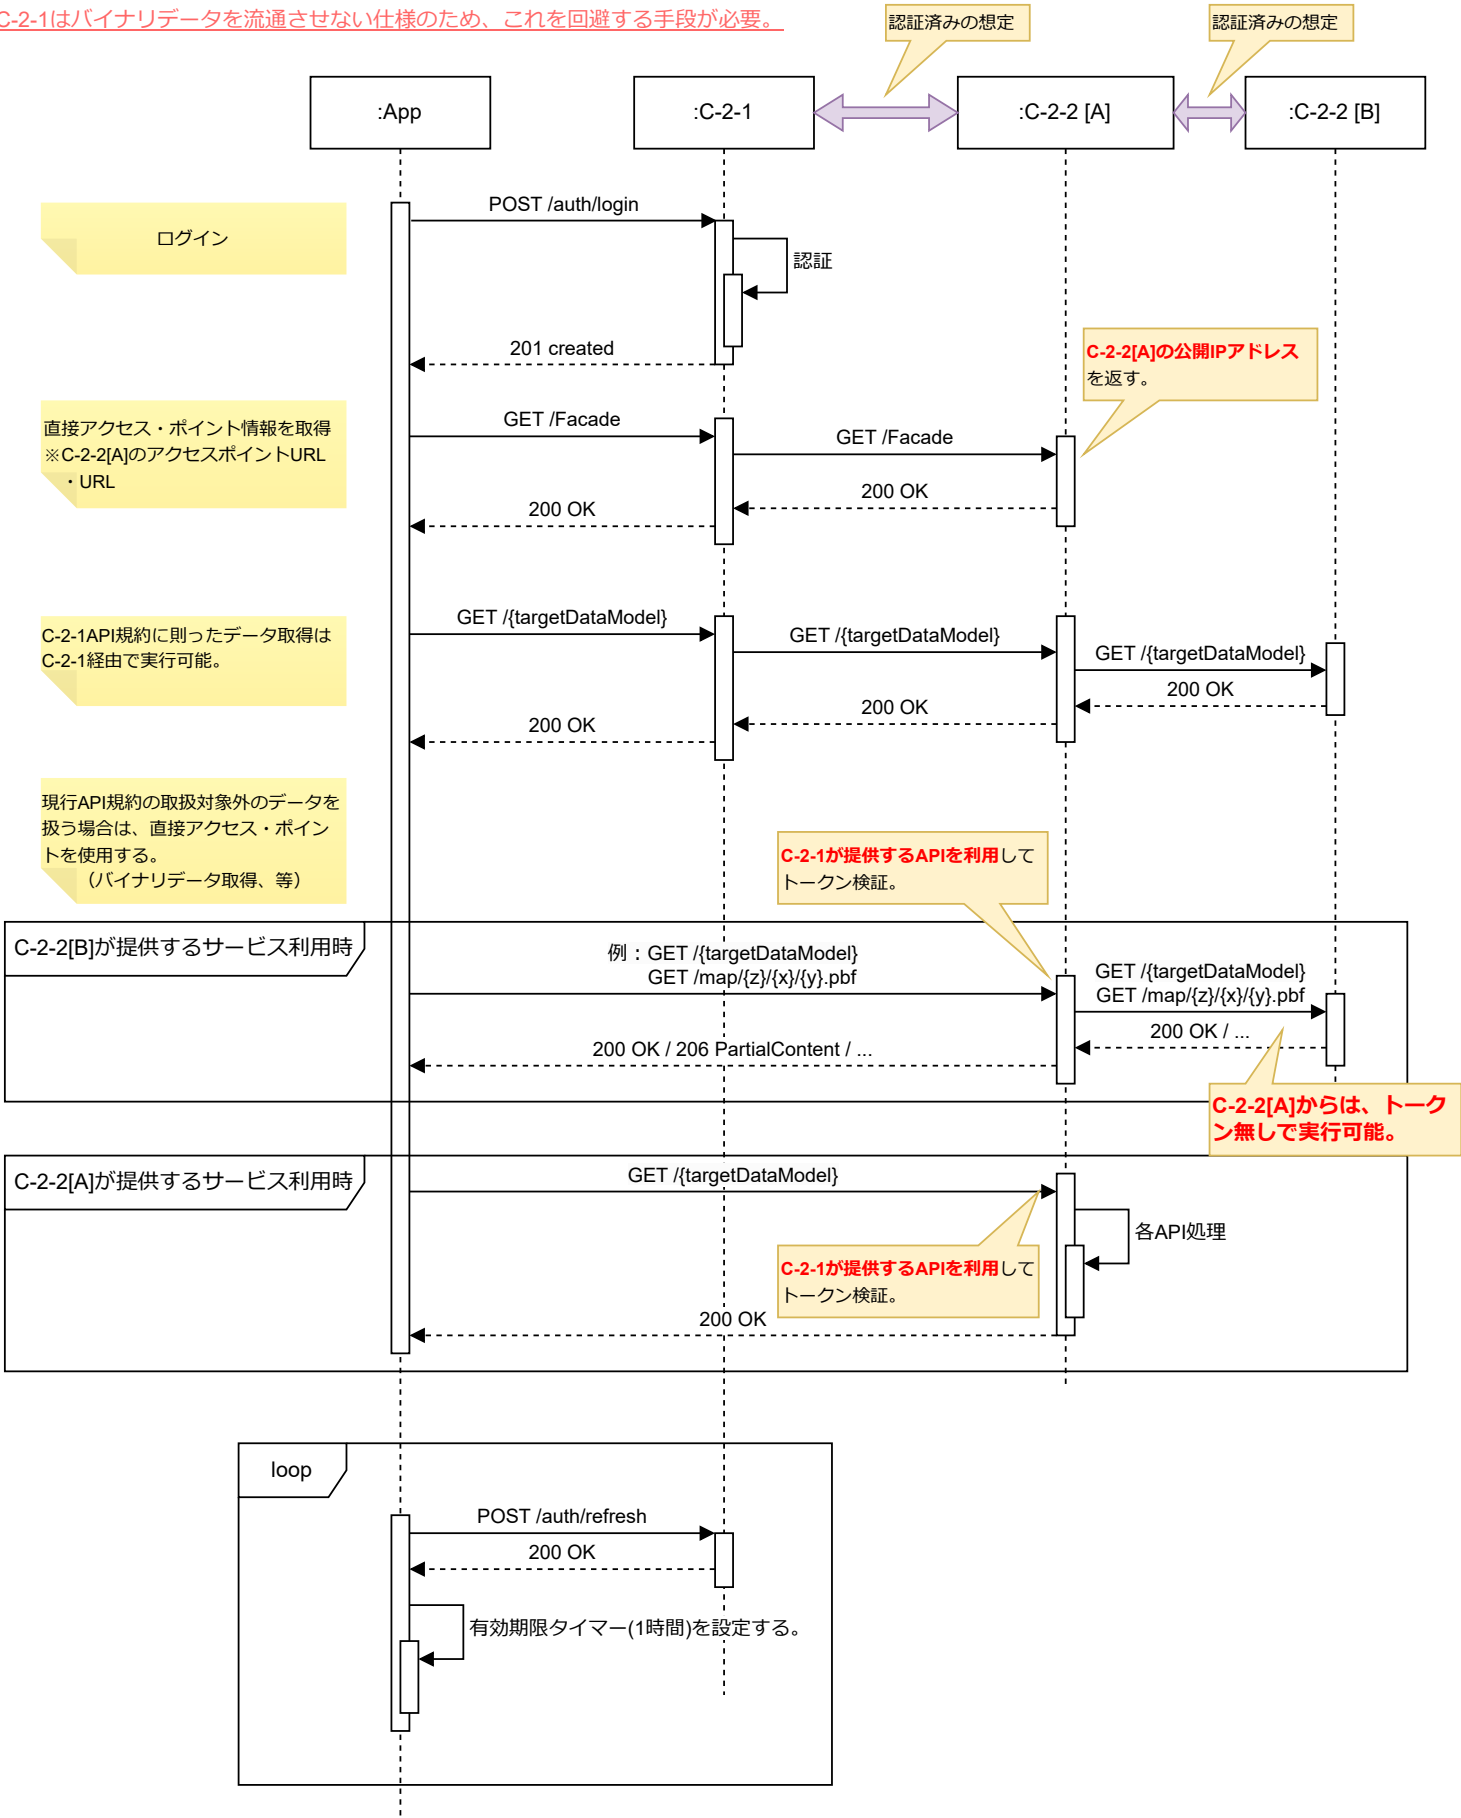 C-2-1はバイナリデータを流通させない仕様のため、これを回避する手段が必要。
認証済みの想定
認証済みの想定
:App
:C-2-1
:C-2-2 [A]
:C-2-2 [B]
POST /auth/login
ログイン
認証
201 created
C-2-2[A]の公開IPアドレス
を返す。
直接アクセス・ポイント情報を取得
※C-2-2[A]のアクセスポイントURL
・URL
GET /Facade
GET /Facade
200 OK
200 OK
C-2-1API規約に則ったデータ取得は
C-2-1経由で実行可能。
GET /{targetDataModel}
GET /{targetDataModel}
GET /{targetDataModel}
200 OK
200 OK
200 OK
現行API規約の取扱対象外のデータを
扱う場合は、直接アクセス・ポイン
トを使用する。
（バイナリデータ取得、等）
C-2-1が提供するAPIを利用して
トークン検証。
C-2-2[B]が提供するサービス利用時
例：GET /{targetDataModel}
GET /map/{z}/{x}/{y}.pbf
GET /{targetDataModel}
GET /map/{z}/{x}/{y}.pbf
200 OK / ...
200 OK / 206 PartialContent / ...
C-2-2[A]からは、トーク
ン無しで実行可能。
C-2-2[A]が提供するサービス利用時
GET /{targetDataModel}
各API処理
C-2-1が提供するAPIを利用して
トークン検証。
200 OK
loop
POST /auth/refresh
200 OK
有効期限タイマー(1時間)を設定する。